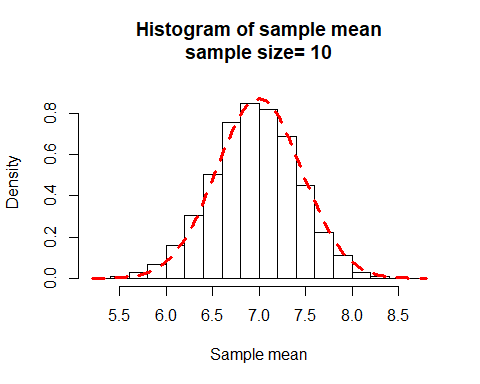 Histogram of sample mean
sample size= 10
Density
0.0 0.2 0.4 0.6 0.8
5.5 6.0 6.5 7.0 7.5 8.0 8.5
Sample mean